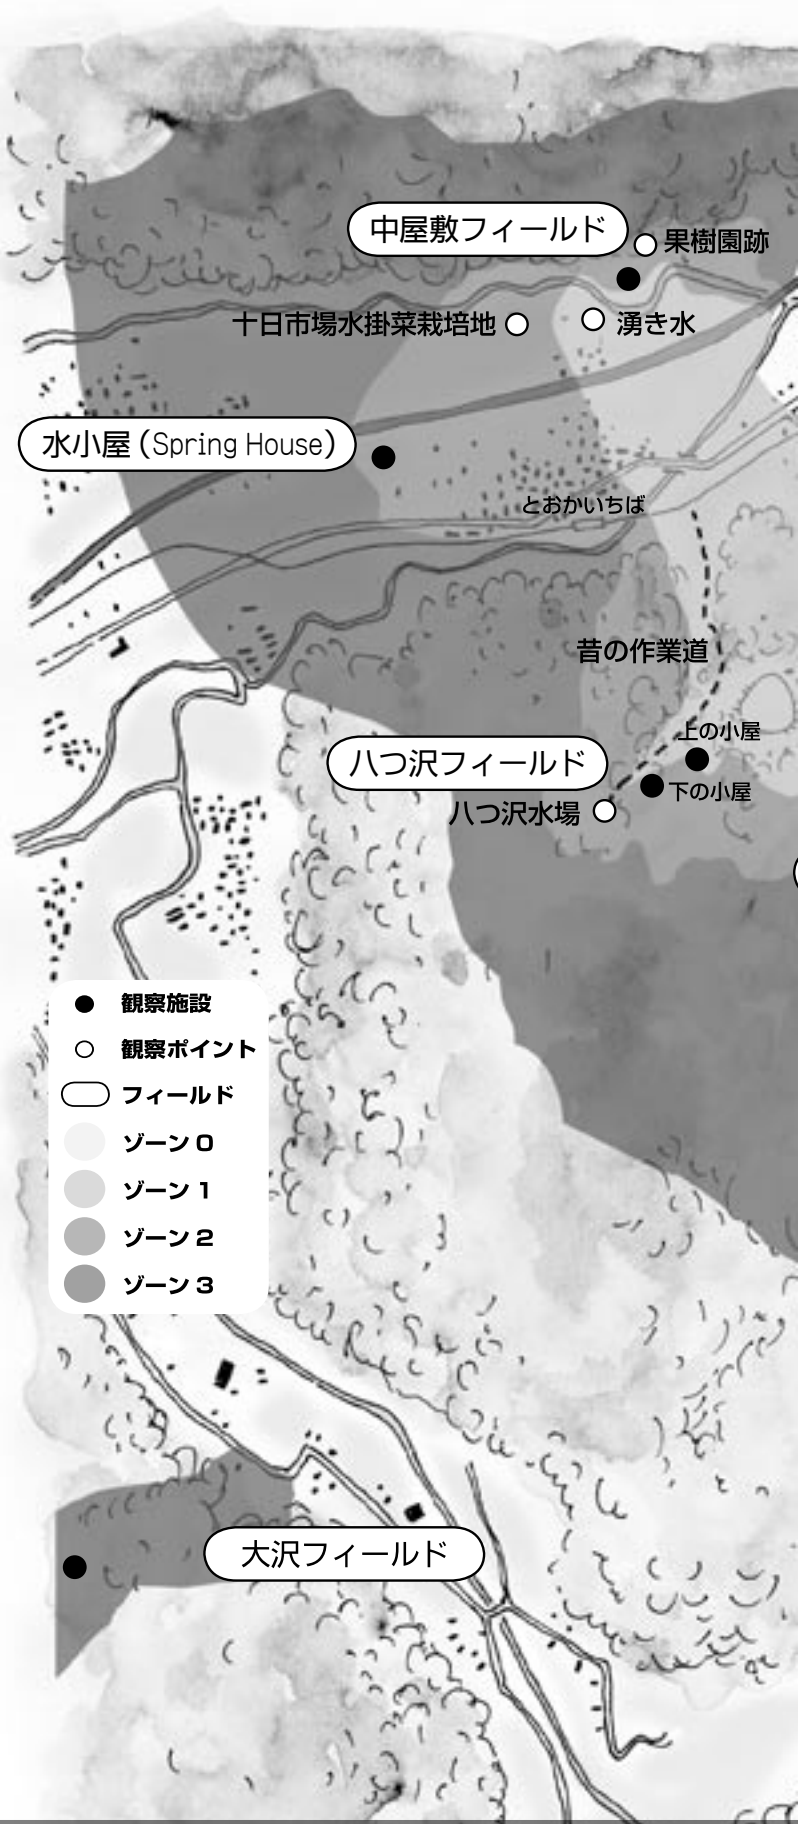 中屋敷フィールド
果樹園跡
十日市場水掛菜栽培地
湧き水
水小屋（Spring House）
とおかいちば
昔の作業道
上の小屋
八つ沢フィールド
下の小屋
八つ沢水場
観察施設
観察ポイント
フィールド
ゾーン 0
ゾーン 1
ゾーン 2
ゾーン 3
大沢フィールド